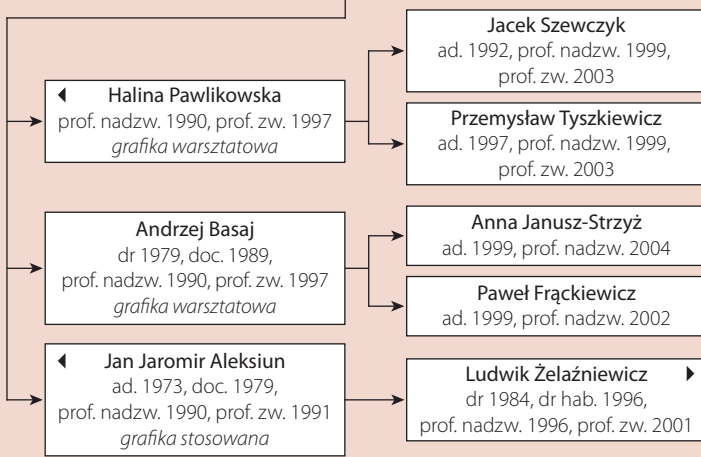 Halina Pawlikowska
prof. nadzw. 1990, prof. zw. 1997
grafika warsztatowa
Jacek Szewczyk
ad. 1992, prof. nadzw. 1999,
prof. zw. 2003
Przemysław Tyszkiewicz
ad. 1997, prof. nadzw. 1999,
prof. zw. 2003
Andrzej Basaj
dr 1979, doc. 1989,
prof. nadzw. 1990, prof. zw. 1997
grafika warsztatowa
Anna Janusz-Strzyż
ad. 1999, prof. nadzw. 2004
Paweł Frąckiewicz
ad. 1999, prof. nadzw. 2002
Jan Jaromir Aleksiun
ad. 1973, doc. 1979,
prof. nadzw. 1990, prof. zw. 1991
grafika stosowana
Ludwik Żelaźniewicz
dr 1984, dr hab. 1996,
prof. nadzw. 1996, prof. zw. 2001